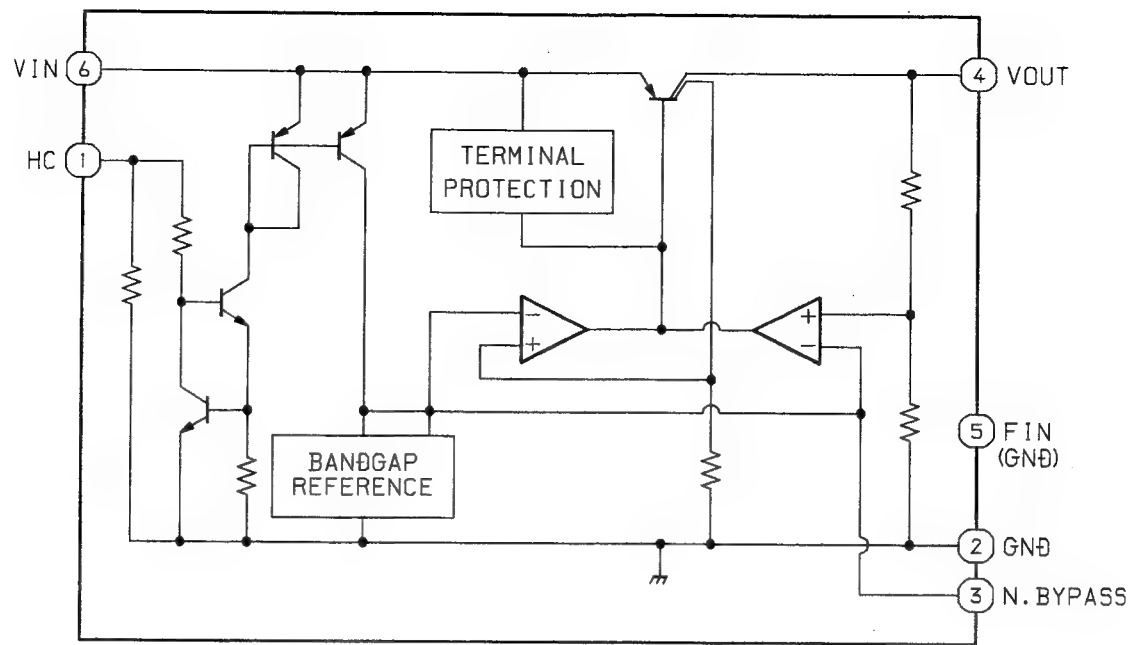 VIN 6
4 VOUT
HC 1
TERMINAL
PROTECTION
−
+
+
−
5 FIN
(GND)
BANDGAP
REFERENCE
2 GND
3 N.BYPASS